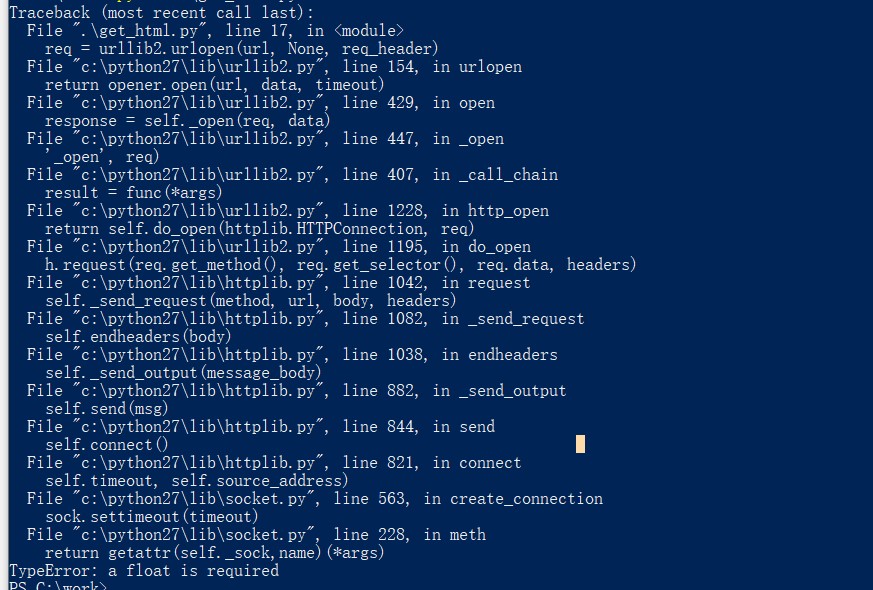 Traceback (most recent call last):
  File ".\get_html.py", line 17, in <module>
    req = urllib2.urlopen(url, None, req_header)
  File "c:\python27\lib\urllib2.py", line 154, in urlopen
    return opener.open(url, data, timeout)
  File "c:\python27\lib\urllib2.py", line 429, in open
    response = self._open(req, data)
  File "c:\python27\lib\urllib2.py", line 447, in _open
    '_open', req)
  File "c:\python27\lib\urllib2.py", line 407, in _call_chain
    result = func(*args)
  File "c:\python27\lib\urllib2.py", line 1228, in http_open
    return self.do_open(httplib.HTTPConnection, req)
  File "c:\python27\lib\urllib2.py", line 1195, in do_open
    h.request(req.get_method(), req.get_selector(), req.data, headers)
  File "c:\python27\lib\httplib.py", line 1042, in request
    self._send_request(method, url, body, headers)
  File "c:\python27\lib\httplib.py", line 1082, in _send_request
    self.endheaders(body)
  File "c:\python27\lib\httplib.py", line 1038, in endheaders
    self._send_output(message_body)
  File "c:\python27\lib\httplib.py", line 882, in _send_output
    self.send(msg)
  File "c:\python27\lib\httplib.py", line 844, in send
    self.connect()
  File "c:\python27\lib\httplib.py", line 821, in connect
    self.timeout, self.source_address)
  File "c:\python27\lib\socket.py", line 563, in create_connection
    sock.settimeout(timeout)
  File "c:\python27\lib\socket.py", line 228, in meth
    return getattr(self._sock,name)(*args)
TypeError: a float is required
PS C:\work>